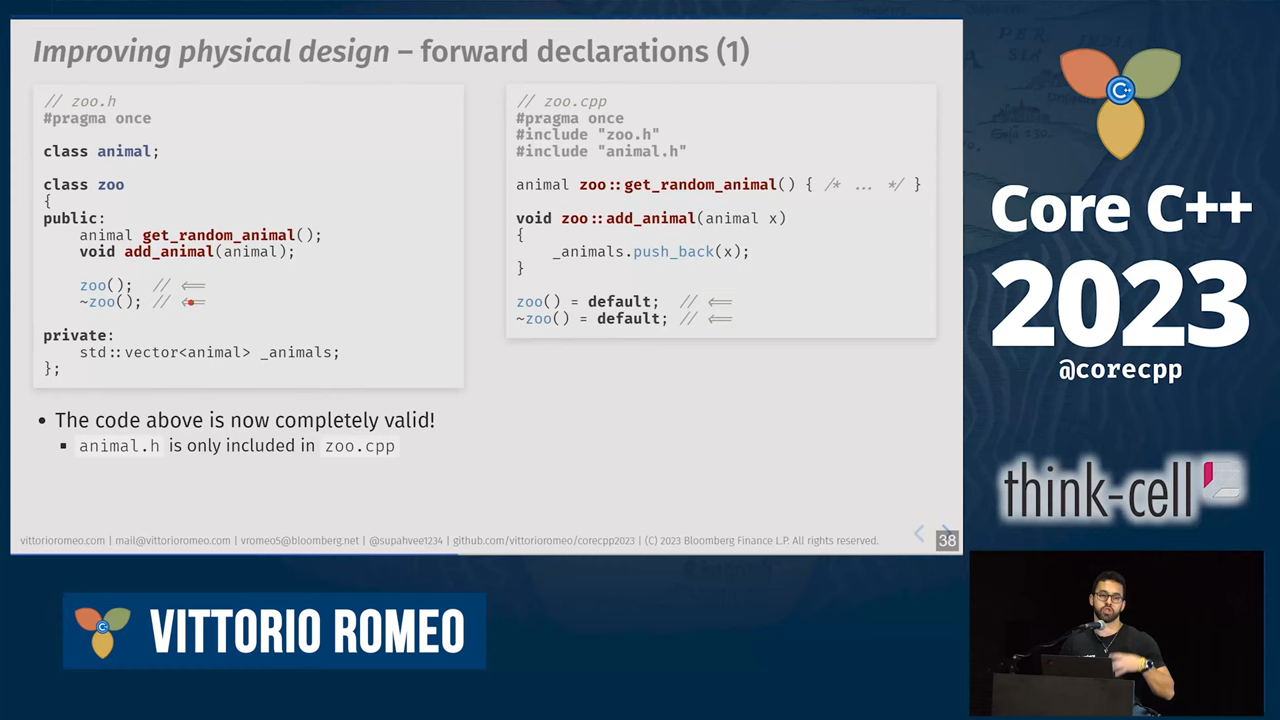 Improving physical design – forward declarations (1)
// zoo.h
#pragma once
class animal;
class zoo
{
public:
animal get_random_animal();
void add_animal(animal);
zoo(); // <==
~zoo(); // <==
private:
std::vector<animal> _animals;
};
// zoo.cpp
#pragma once
#include "zoo.h"
#include "animal.h"
animal zoo::get_random_animal() { /* ... */ }
void zoo::add_animal(animal x)
{
_animals.push_back(x);
}
zoo() = default; // <==
~zoo() = default; // <==
• The code above is now completely valid!
▪ animal.h is only included in zoo.cpp
vittorioromeo.com | mail@vittorioromeo.com | vromeo5@bloomberg.net | @supahvee1234 | github.com/vittorioromeo/corecpp2023 | (C) 2023 Bloomberg Finance L.P. All rights reserved.
38
C++
Core C++
2023
@corecpp
think-cell
C++
VITTORIO ROMEO